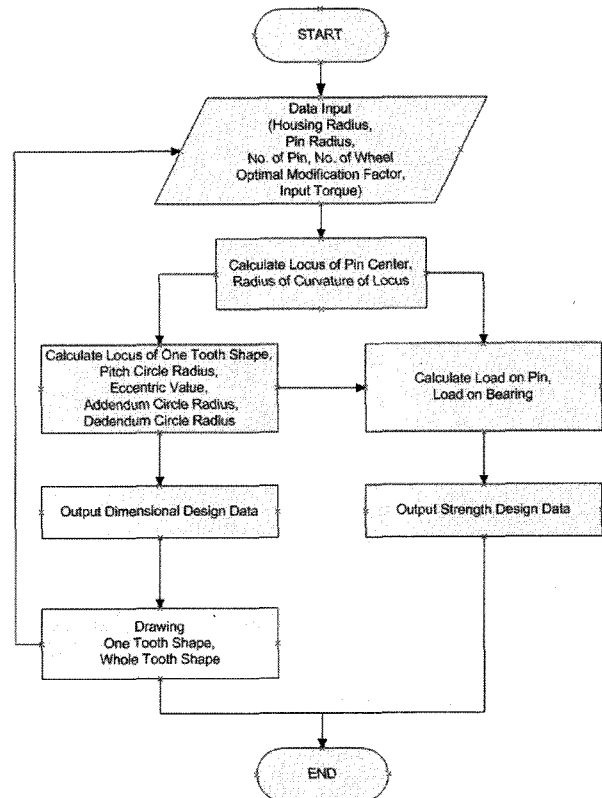 START
Data Input
(Housing Radius,
Pin Radius,
No. of Pin, No. of Wheel
Optimal Modification Factor,
Input Torque)
Calculate Locus of Pin Center,
Radius of Curvature of Locus
Calculate Locus of One Tooth Shape,
Pitch Circle Radius,
Eccentric Value,
Addendum Circle Radius,
Dedendum Circle Radius
Calculate Load on Pin,
Load on Bearing
Output Dimensional Design Data
Output Strength Design Data
Drawing
One Tooth Shape,
Whole Tooth Shape
END